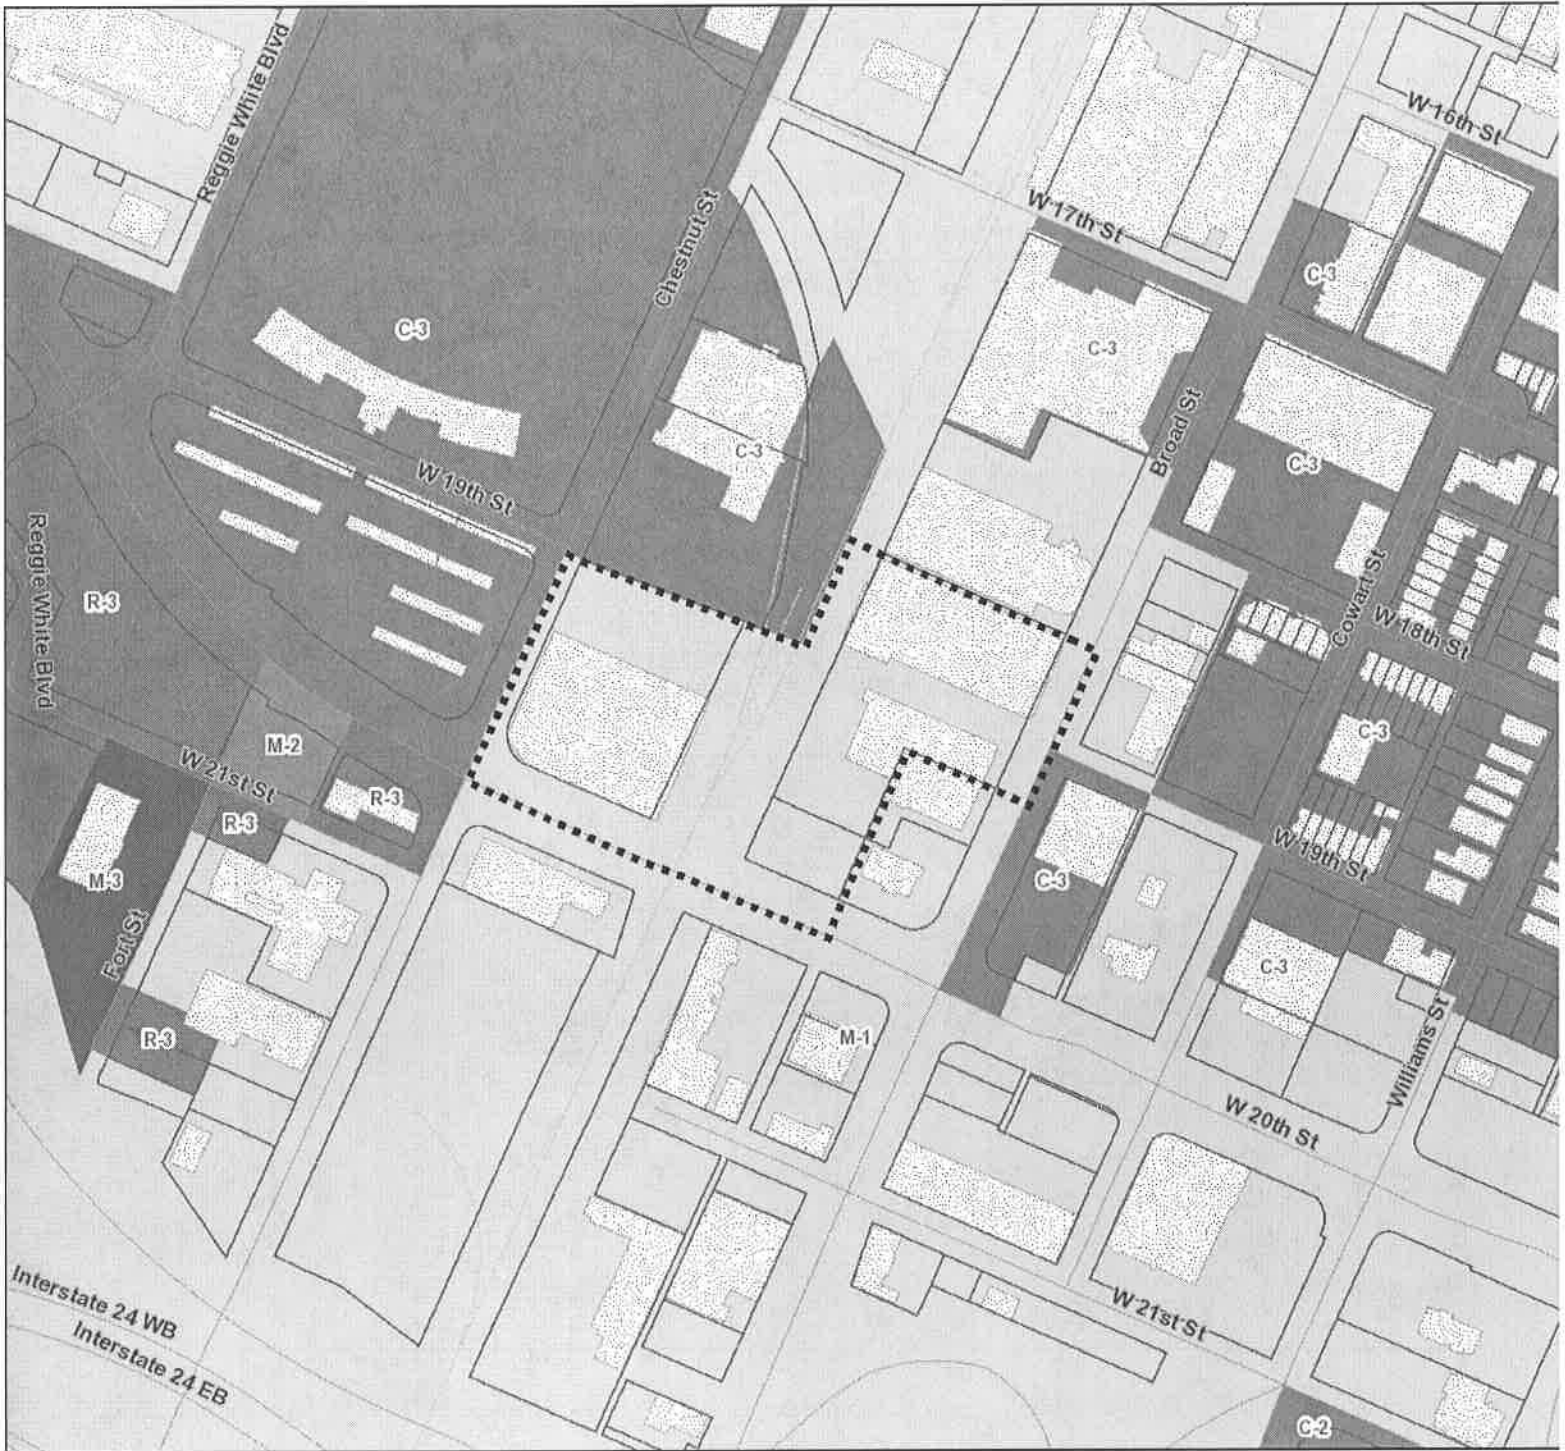 Reggie White Blvd
W 16th St
W 17th St
Chestnut St
C-3
C-3
C-3
Broad St
C-3
C-3
W 19th St
Cowart St
W 18th St
Reggie White Blvd
R-3
M-2
C-3
W 21st St
R-3
R-3
W 19th St
M-3
C-3
Fort St
C-3
R-3
M-1
Williams St
W 20th St
Interstate 24 WB
Interstate 24 EB
W 21st St
C-2